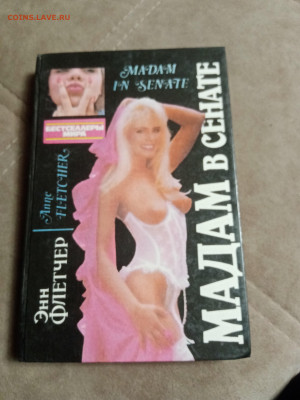 COINS.LAVE.RU
MADAM
IN SENATE
БЕСТСЕЛЛЕРЫ
МИРА
Anne
FLETCHER
ЭНН
ФЛЕТЧЕР
МАДАМ В СЕНАТЕ